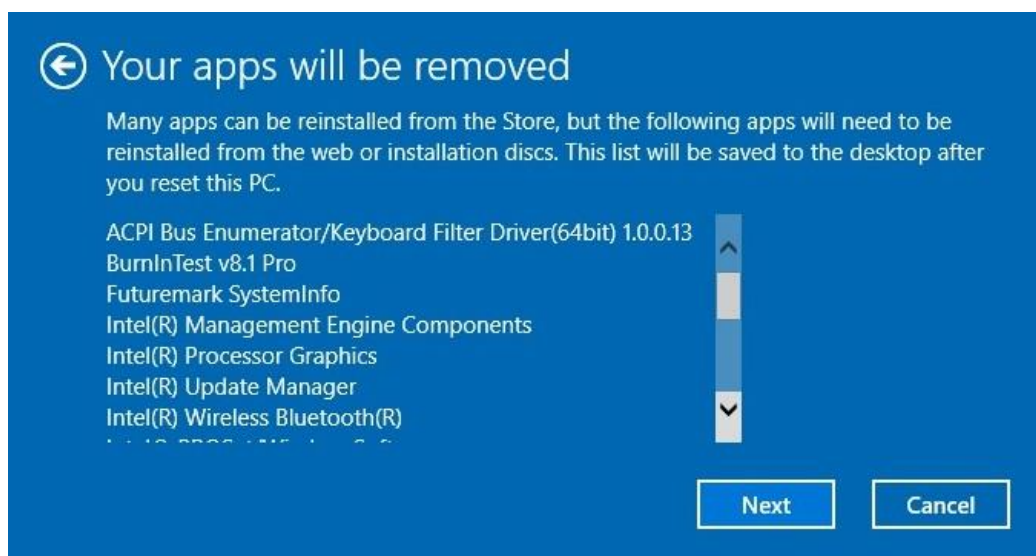 Your apps will be removed
Many apps can be reinstalled from the Store, but the following apps will need to be
reinstalled from the web or installation discs. This list will be saved to the desktop after
you reset this PC.
ACPI Bus Enumerator/Keyboard Filter Driver(64bit) 1.0.0.13
BurnInTest v8.1 Pro
Futuremark SystemInfo
Intel(R) Management Engine Components
Intel(R) Processor Graphics
Intel(R) Update Manager
Intel(R) Wireless Bluetooth(R)
Next
Cancel